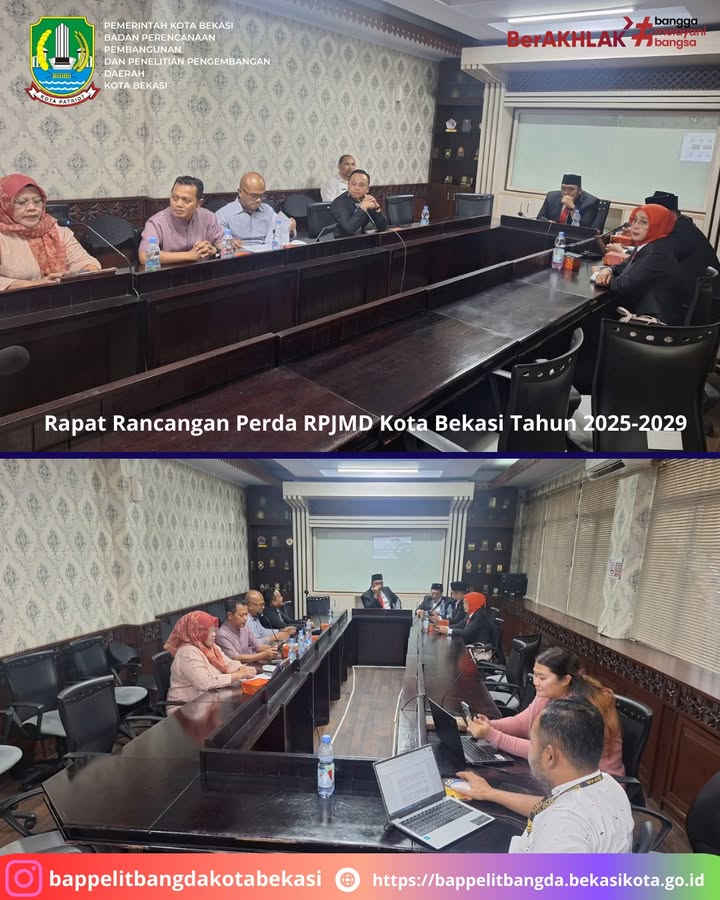 PEMERINTAH KOTA BEKASI
BADAN PERENCANAAN
PEMBANGUNAN
DAN PENELITIAN PENGEMBANGAN
DAERAH
KOTA BEKASI
KOTA PATRIOT
BerAKHLAK
# bangga
melayani
bangsa
Rapat Rancangan Perda RPJMD Kota Bekasi Tahun 2025-2029
bappelitbangdakotabekasi
https://bappelitbangda.bekasikota.go.id